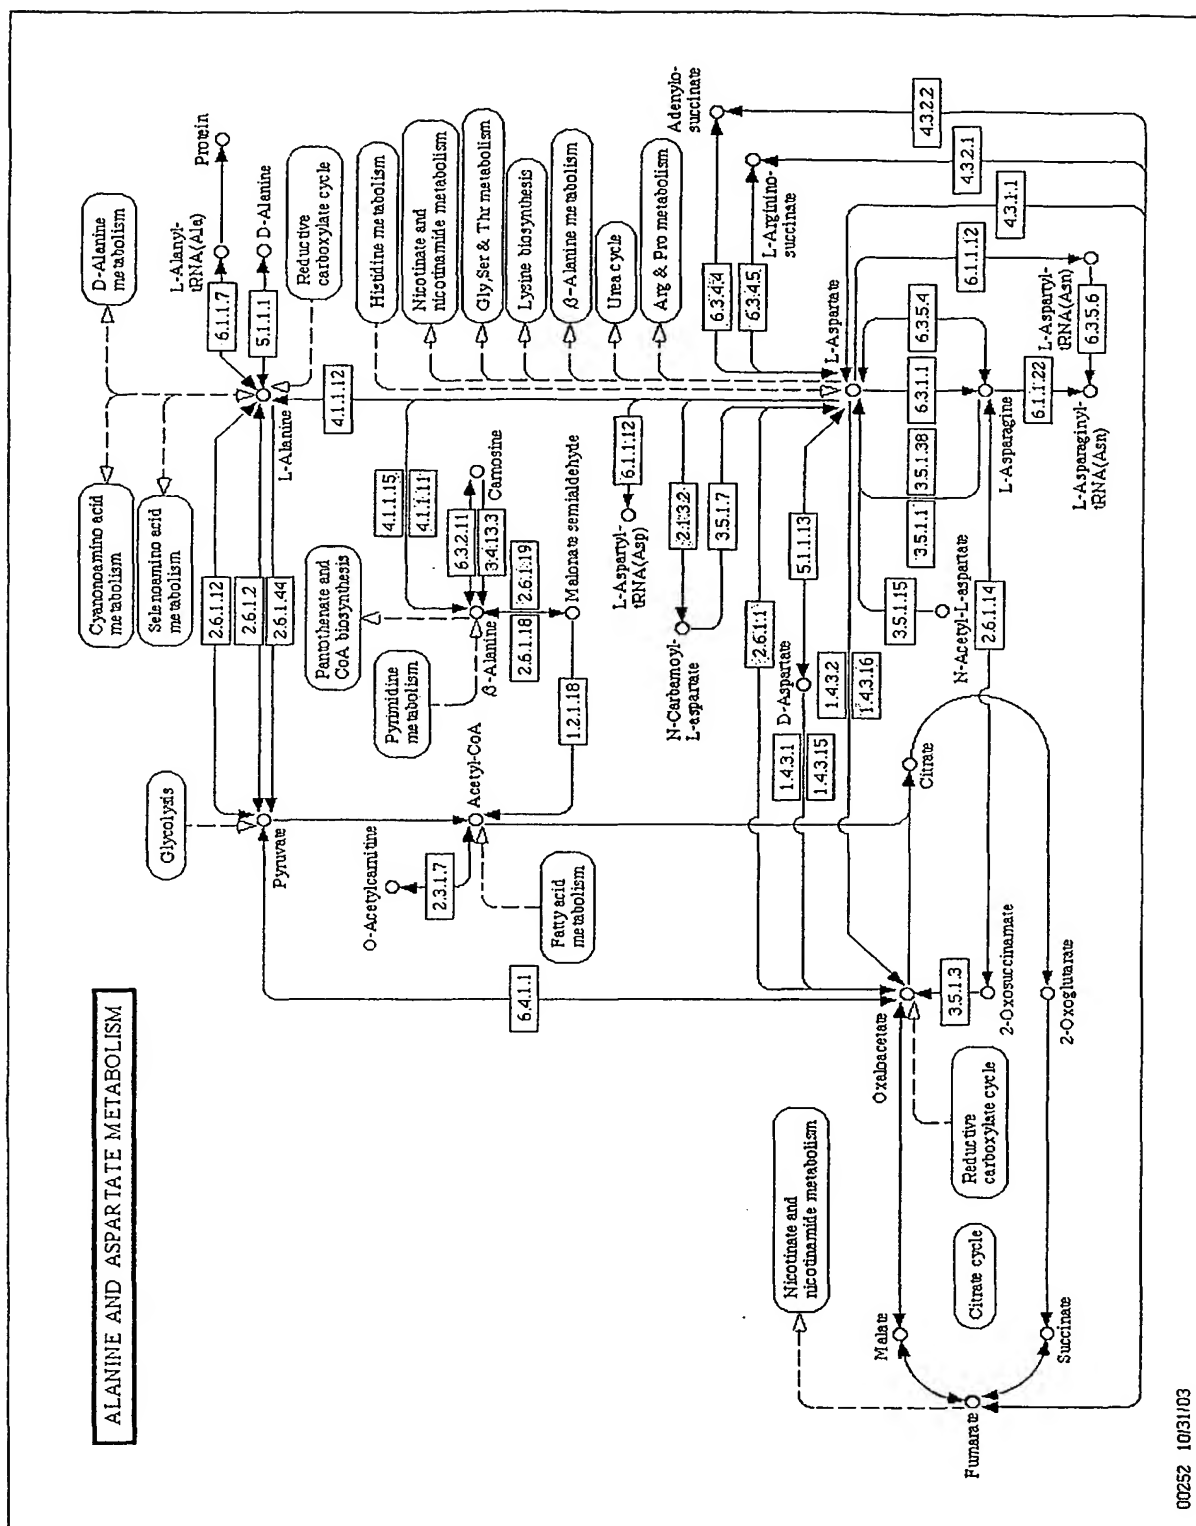 ALANINE AND ASPARTATE METABOLISM
Glycolysis
Cyanonoamino acid
metabolism
Selenoamino acid
metabolism
D-Alanine
metabolism
2.6.1.12
2.6.1.2
2.6.1.44
Pyruvate
L-Alanine
6.1.1.7
L-Alanyl-
tRNA(Ala)
Protein
5.1.1.1
D-Alanine
Reductive
carboxylate cycle
4.1.1.12
Histidine metabolism
Nicotinate and
nicotinamide metabolism
Gly,Ser & Thr metabolism
Lysine biosynthesis
β-Alanine metabolism
Urea cycle
Arg & Pro metabolism
Pantothenate and
CoA biosynthesis
Pyrimidine
metabolism
4.1.1.15
4.1.1.11
6.3.2.11
3.4.13.3
Carnosine
β-Alanine
2.6.1.19
2.6.1.18
Malonate semialdehyde
1.2.1.18
O-Acetylcarnitine
2.3.1.7
Acetyl-CoA
Fatty acid
metabolism
6.4.1.1
6.1.1.12
L-Aspartyl-
tRNA(Asp)
2.1.3.2
3.5.1.7
N-Carbamoyl-
L-aspartate
2.6.1.1
5.1.1.13
D-Aspartate
1.4.3.1
1.4.3.15
1.4.3.2
1.4.3.16
6.3.4.4
Adenylo-
succinate
6.3.4.5
L-Arginino-
succinate
4.3.2.2
4.3.2.1
4.3.1.1
L-Aspartate
6.1.1.12
L-Aspartyl-
tRNA(Asn)
6.3.5.4
6.3.1.1
3.5.1.38
3.5.1.1
6.3.5.6
6.1.1.22
L-Asparagine
L-Asparaginyl-
tRNA(Asn)
3.5.1.15
N-Acetyl-L-aspartate
2.6.1.14
Citrate
Oxaloacetate
3.5.1.3
2-Oxosuccinamate
2-Oxoglutarate
Nicotinate and
nicotinamide metabolism
Reductive
carboxylate cycle
Citrate cycle
Malate
Fumarate
Succinate
00252 10/31/03